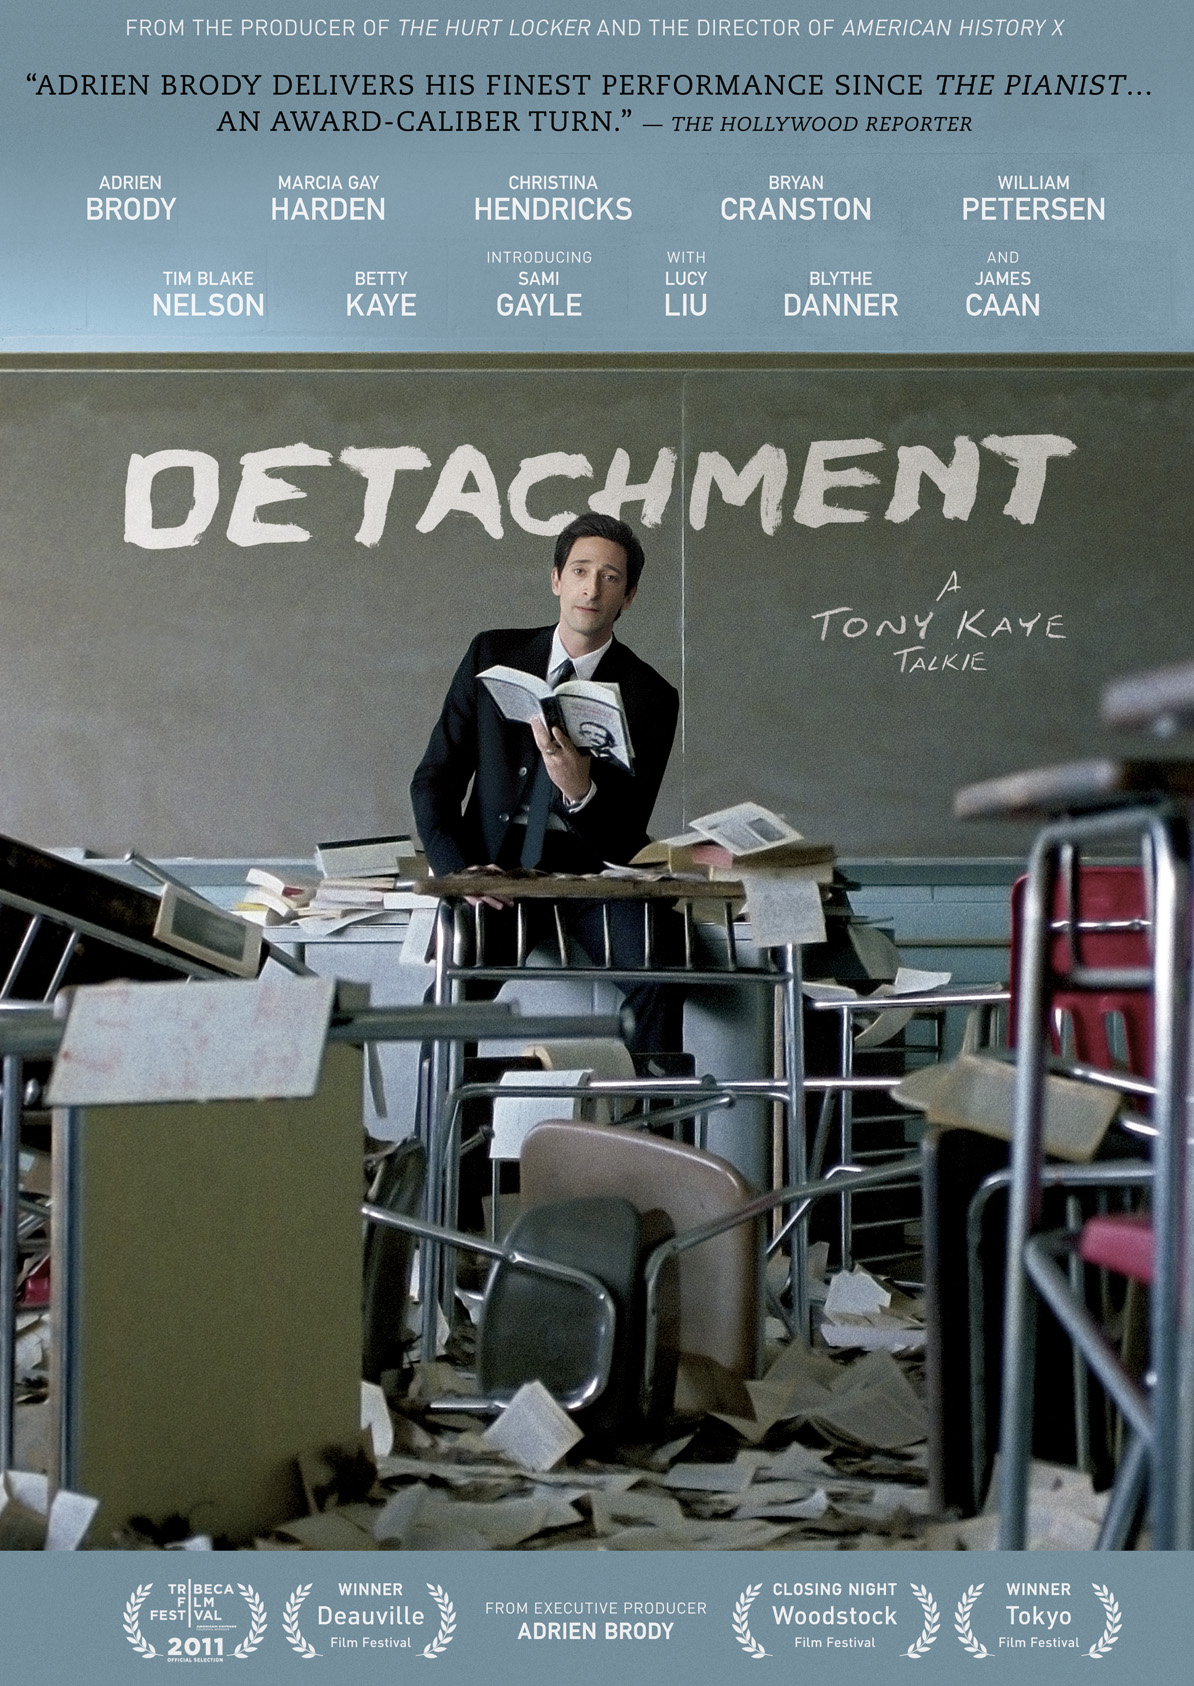 FROM THE PRODUCER OF THE HURT LOCKER AND THE DIRECTOR OF AMERICAN HISTORY X
“ADRIEN BRODY DELIVERS HIS FINEST PERFORMANCE SINCE THE PIANIST...
AN AWARD-CALIBER TURN.” — THE HOLLYWOOD REPORTER
ADRIEN BRODY
MARCIA GAY HARDEN
CHRISTINA HENDRICKS
BRYAN CRANSTON
WILLIAM PETERSEN
TIM BLAKE NELSON
BETTY KAYE
INTRODUCING SAMI GAYLE
WITH LUCY LIU
BLYTHE DANNER
AND JAMES CAAN
DETACHMENT
A
TONY KAYE
TALKIE
TRIBECA
FILM
FESTIVAL
2011
OFFICIAL SELECTION
WINNER
Deauville
Film Festival
FROM EXECUTIVE PRODUCER
ADRIEN BRODY
CLOSING NIGHT
Woodstock
Film Festival
WINNER
Tokyo
Film Festival